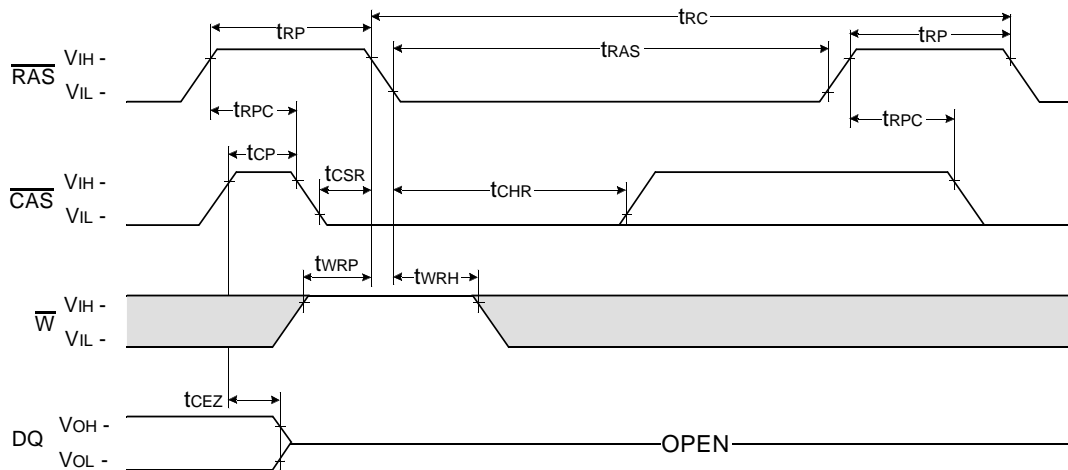 tRC
tRP
tRP
tRAS
RAS
VIH -
VIL -
tRPC
tRPC
tCP
tCSR
tCHR
CAS
VIH -
VIL -
tWRP
tWRH
W
VIH -
VIL -
tCEZ
DQ
VOH -
VOL -
OPEN